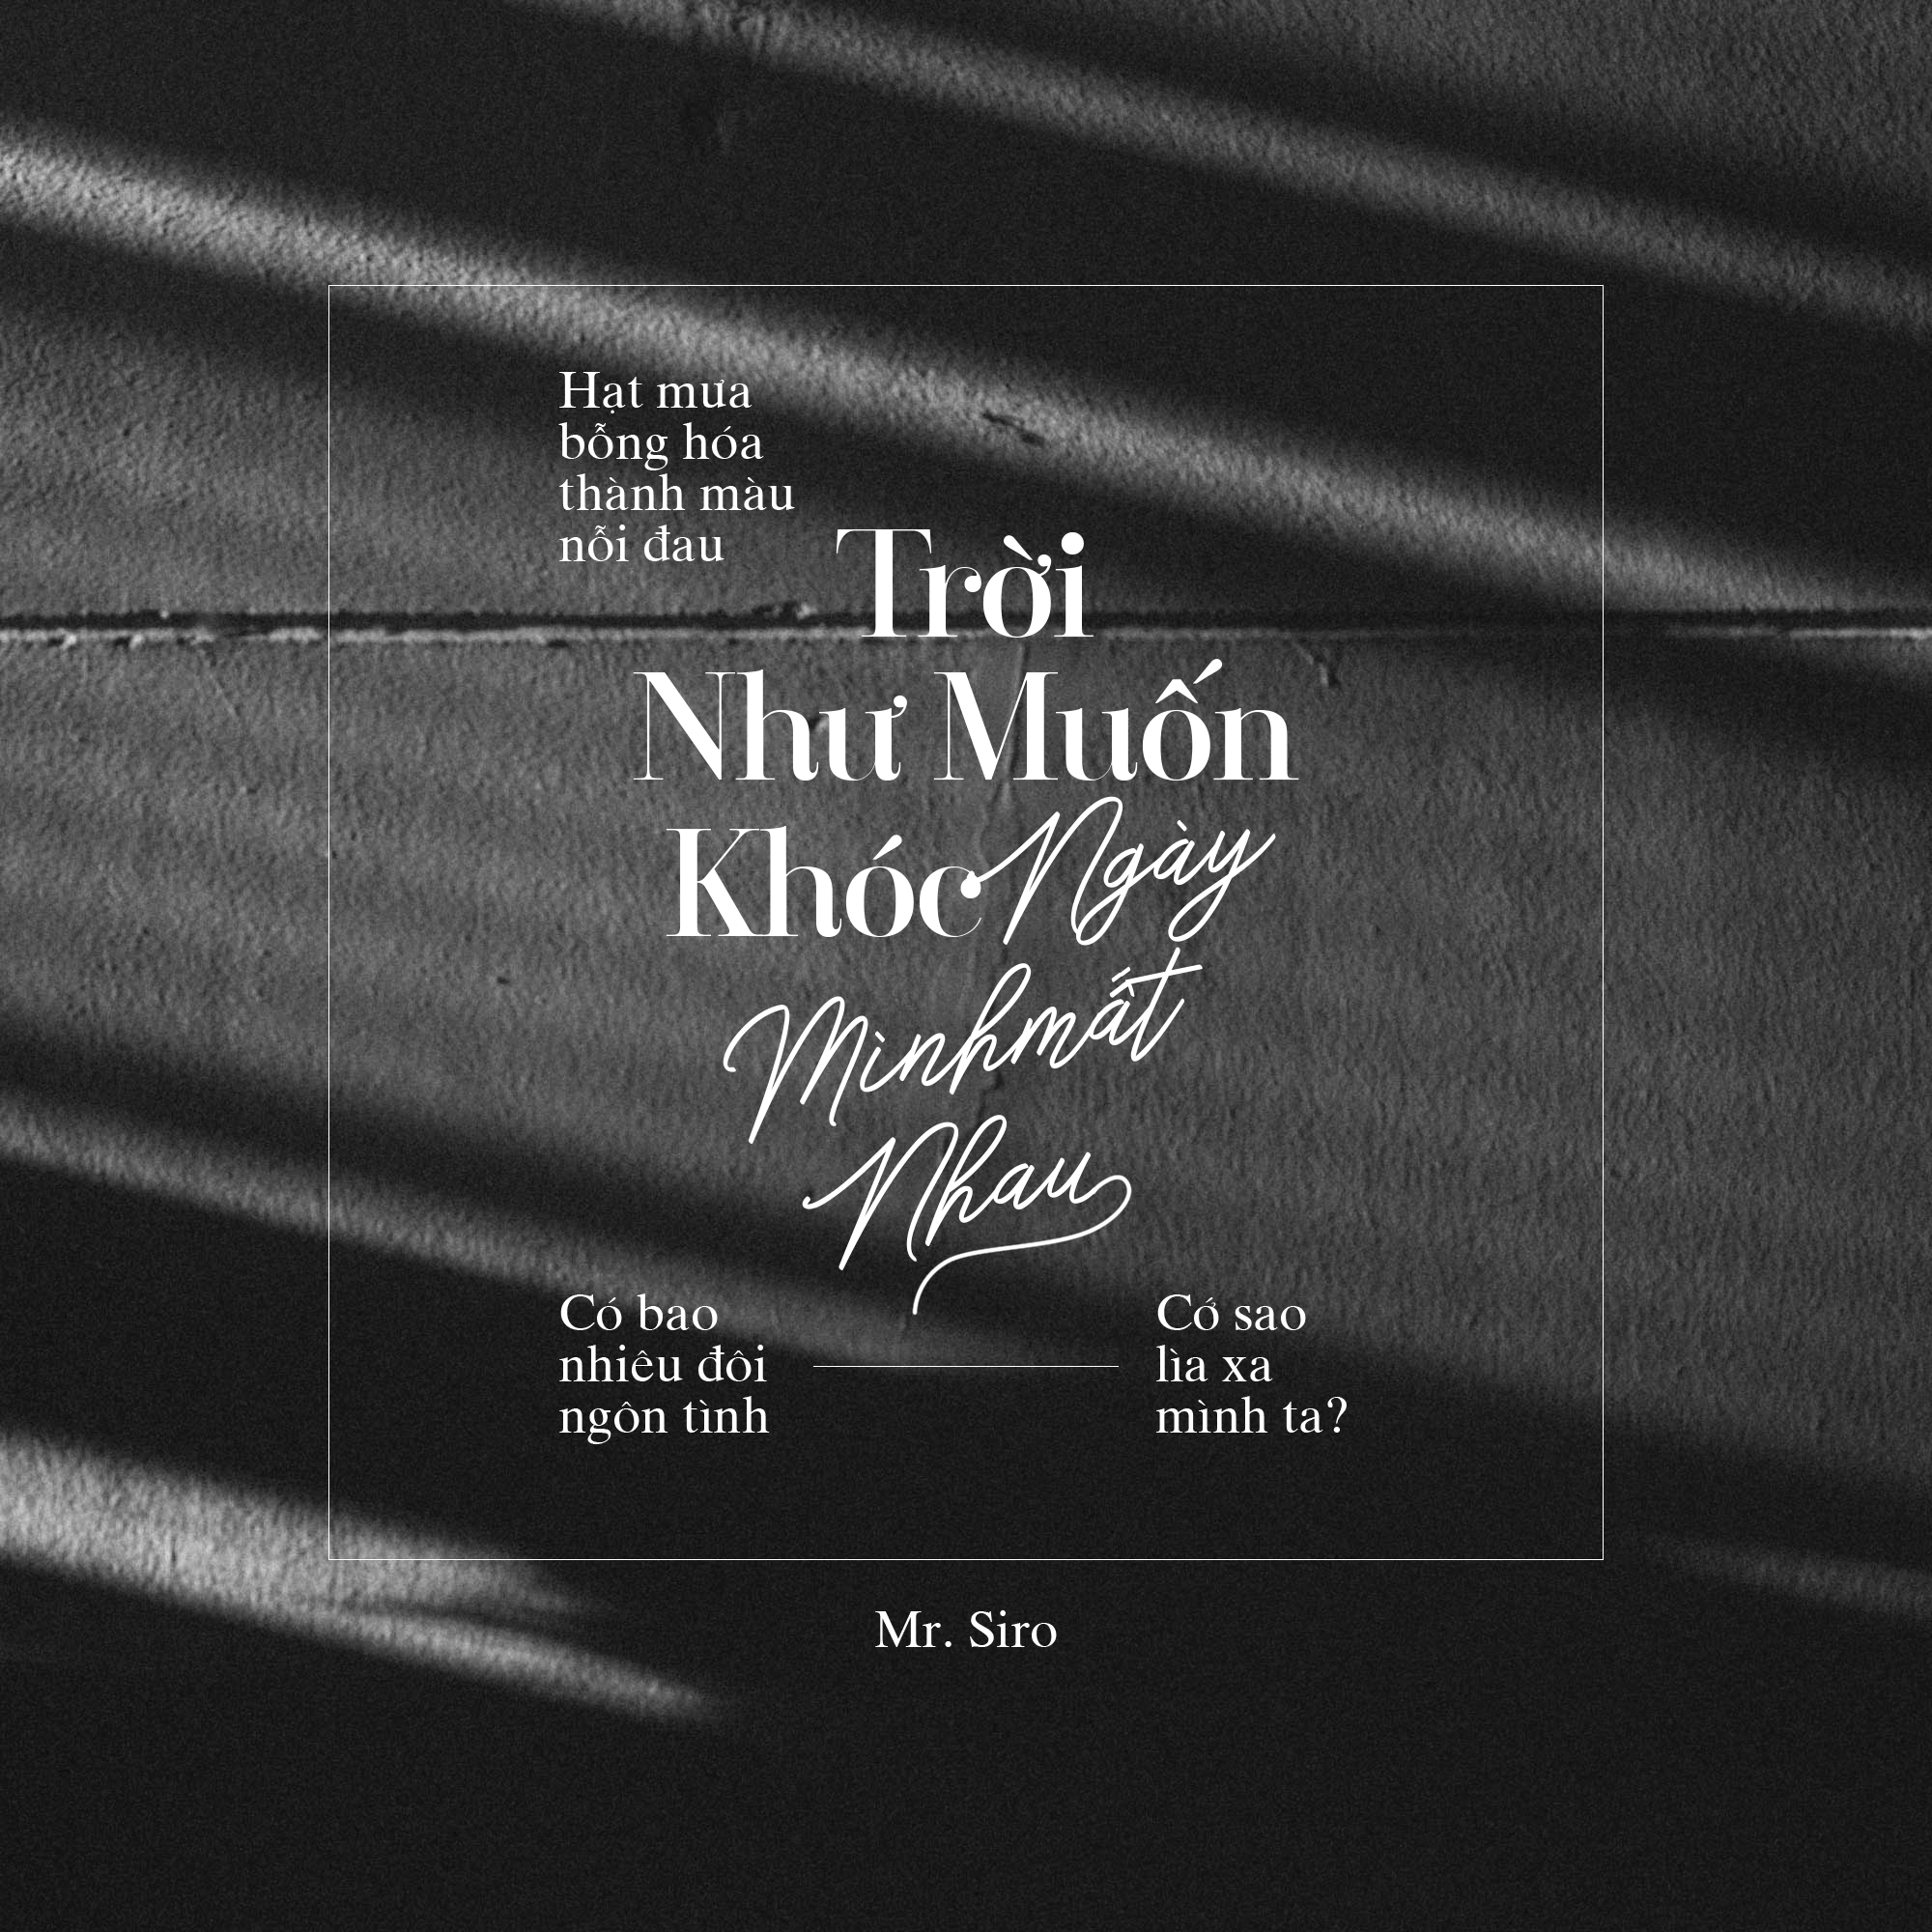 Hạt mưa
bỗng hóa
thành màu
nỗi đau
Trời
Như Muốn
Khóc Ngày
Mình mất
Nhau
Có bao
nhiêu đôi
ngôn tình
Cớ sao
lìa xa
mình ta?
Mr. Siro